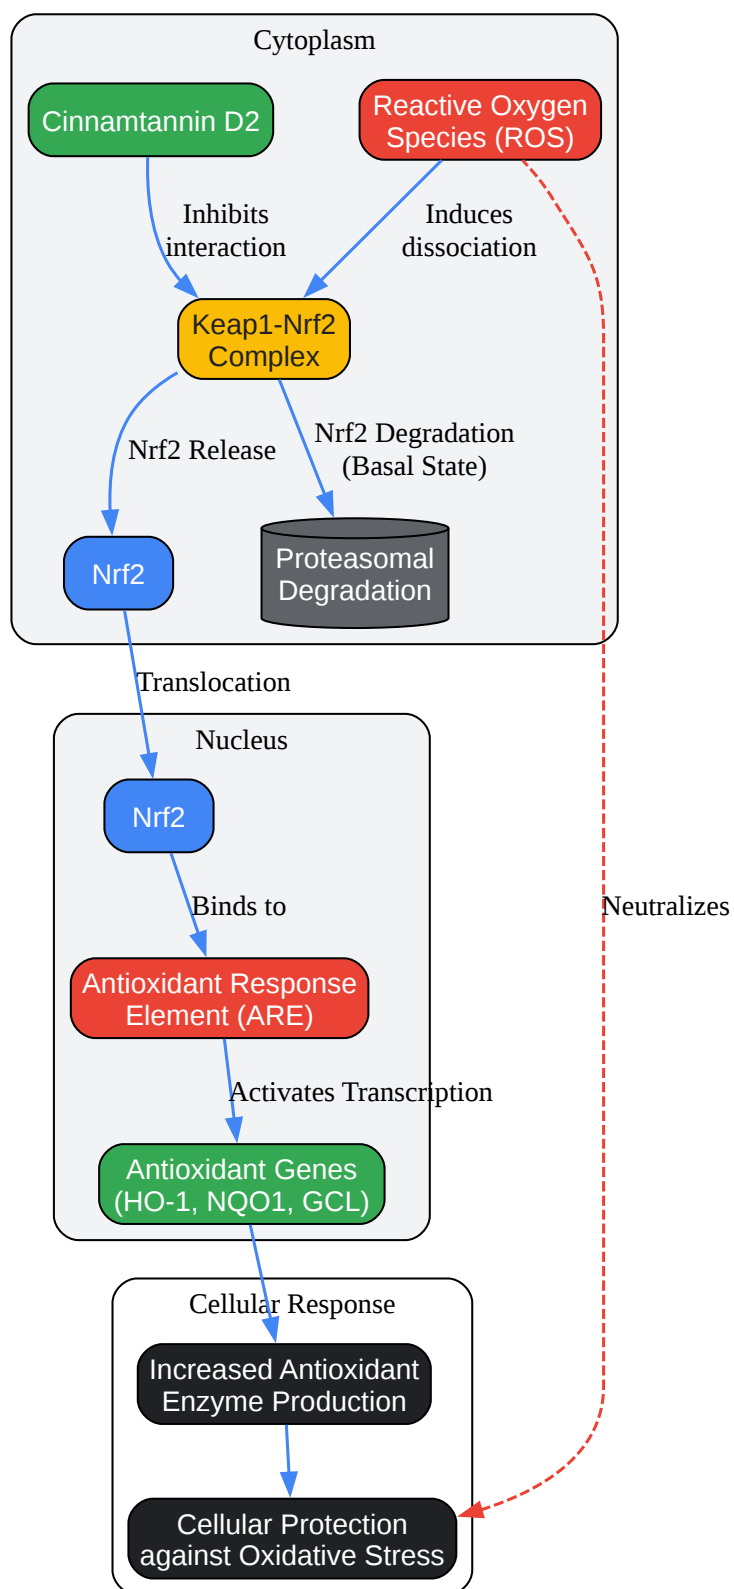 Cytoplasm
Cinnamtannin D2
Reactive Oxygen
Species (ROS)
Inhibits
interaction
Induces
dissociation
Keap1-Nrf2
Complex
Nrf2 Release
Nrf2 Degradation
(Basal State)
Nrf2
Proteasomal
Degradation
Translocation
Nucleus
Nrf2
Binds to
Neutralizes
Antioxidant Response
Element (ARE)
Activates Transcription
Antioxidant Genes
(HO-1, NQO1, GCL)
Cellular Response
Increased Antioxidant
Enzyme Production
Cellular Protection
against Oxidative Stress